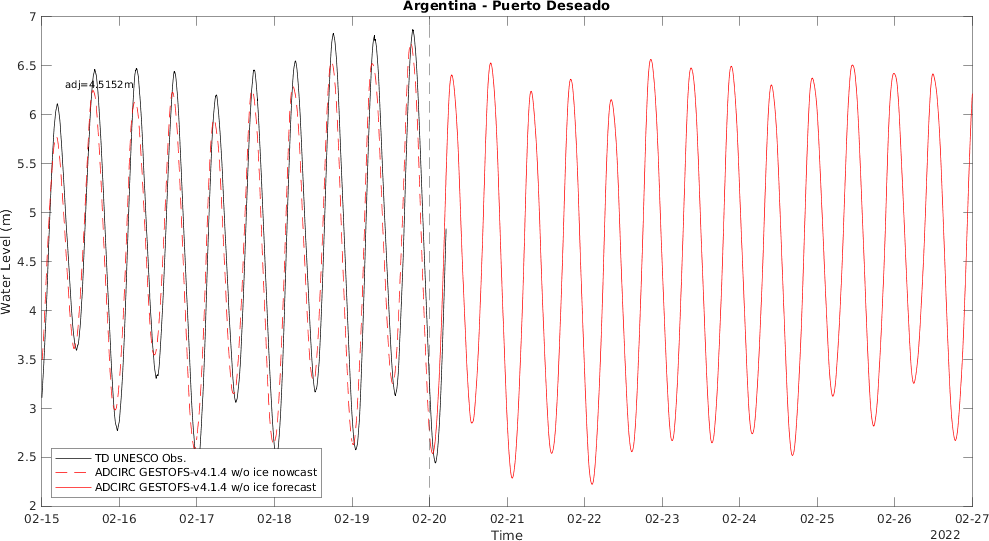 Argentina - Puerto Deseado
7
6.5
6
5.5
5
4.5
4
3.5
3
2.5
2
Water Level (m)
adj=4.5152m
TD UNESCO Obs.
ADCIRC GESTOFS-v4.1.4 w/o ice nowcast
ADCIRC GESTOFS-v4.1.4 w/o ice forecast
02-15 02-16 02-17 02-18 02-19 02-20 02-21 02-22 02-23 02-24 02-25 02-26 02-27
Time
2022